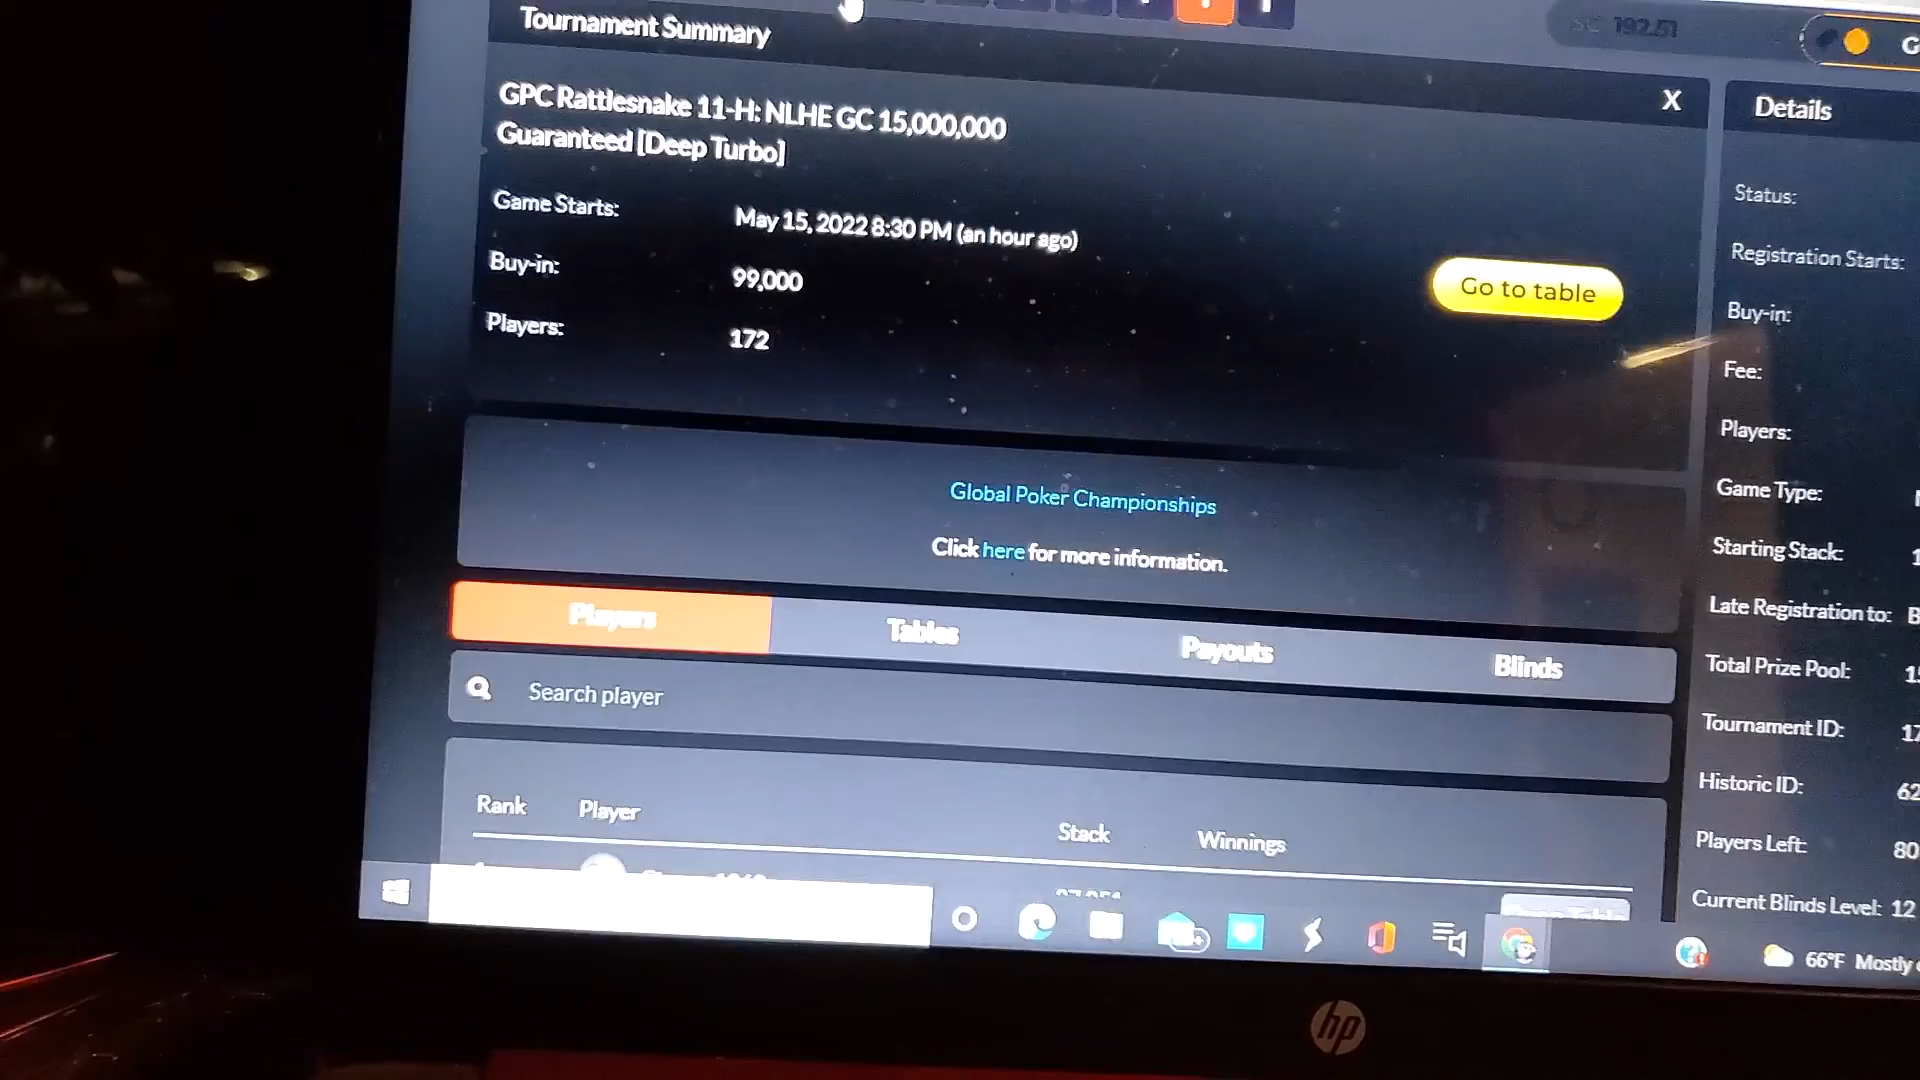 Tournament Summary
SC 192.51
X
GPC Rattlesnake 11-H: NLHE GC 15,000,000
Guaranteed [Deep Turbo]
Game Starts:
May 15, 2022 8:30 PM (an hour ago)
Buy-in:
99,000
Players:
172
Go to table
Global Poker Championships
Click here for more information.
Players
Tables
Payouts
Blinds
Search player
Rank
Player
Stack
Winnings
Details
Status:
Registration Starts:
Buy-in:
Fee:
Players:
Game Type:
Starting Stack:
Late Registration to:
Total Prize Pool:
Tournament ID:
Historic ID:
Players Left: 80
Current Blinds Level: 12
66°F Mostly
hp